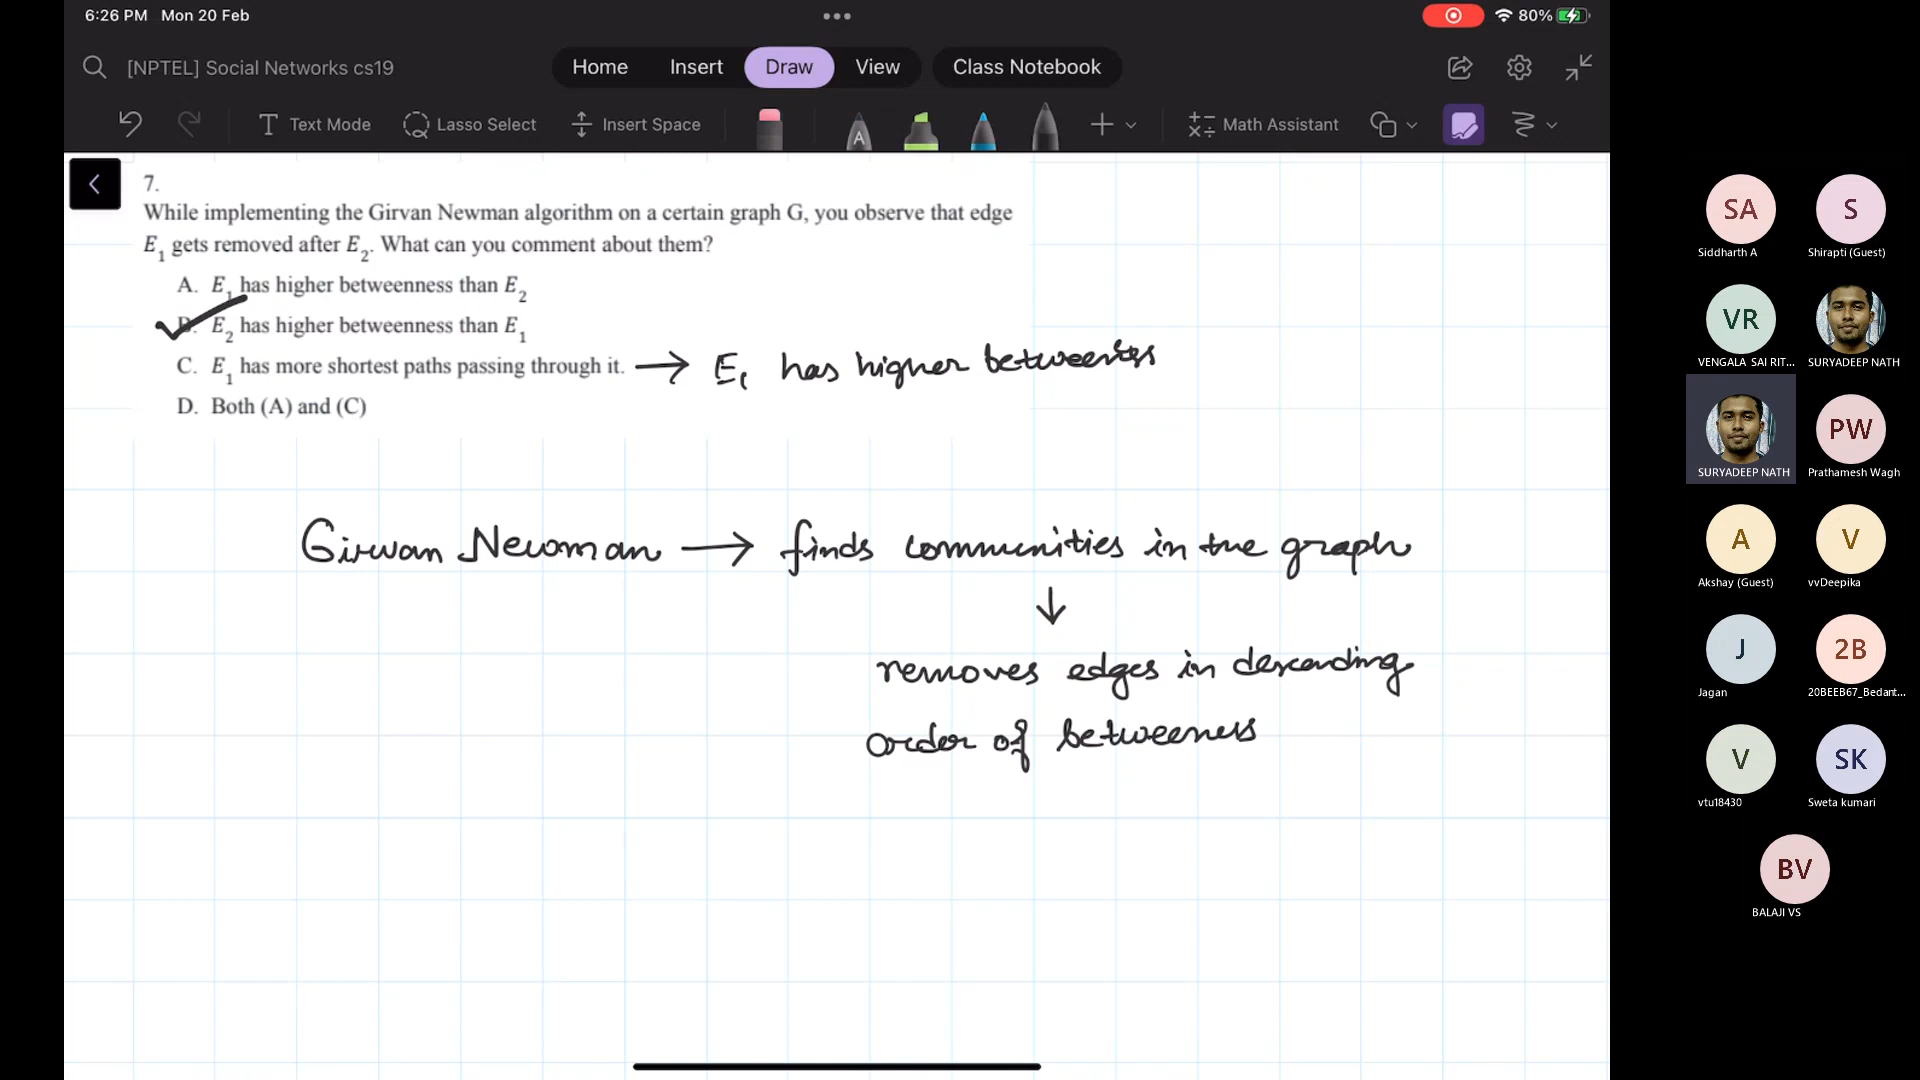 6:26 PM Mon 20 Feb
80%
[NPTEL] Social Networks cs19
Home Insert Draw View Class Notebook
Text Mode Lasso Select Insert Space A Math Assistant
7.
While implementing the Girvan Newman algorithm on a certain graph G, you observe that edge
E1 gets removed after E2. What can you comment about them?
A. E1 has higher betweenness than E2
B. E2 has higher betweenness than E1
C. E1 has more shortest paths passing through it. → E1 has higher betweenness
D. Both (A) and (C)
Girvan Newman → finds communities in the graph
↓
removes edges in descending
order of betweeness
SA S
Siddharth A Shirapti (Guest)
VR
VENGALA SAI RIT... SURYADEEP NATH
PW
SURYADEEP NATH Prathamesh Wagh
A V
Akshay (Guest) vvDeepika
J 2B
Jagan 20BEEB67_Bedant...
V SK
vtu18430 Sweta kumari
BV
BALAJI VS